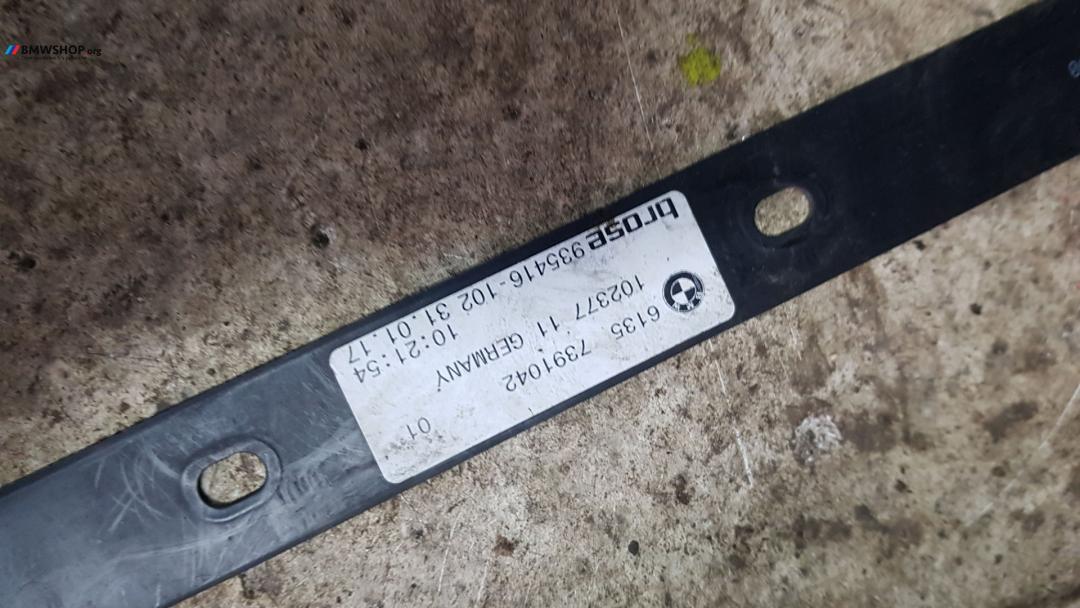 BMWSHOP.org
6135 7391042 01
102377 11 GERMANY
10:21:54
brose 935416-102 31.01.17